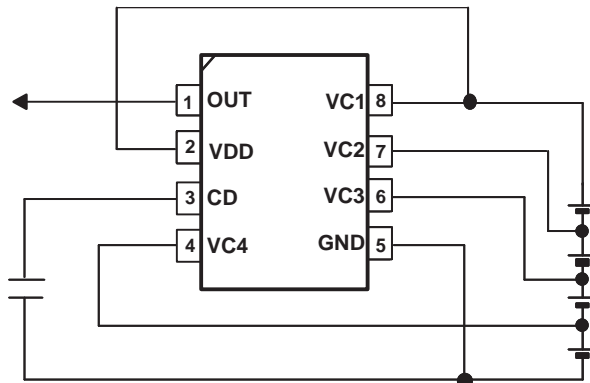 1 OUT VC1 8
2 VDD VC2 7
3 CD VC3 6
4 VC4 GND 5